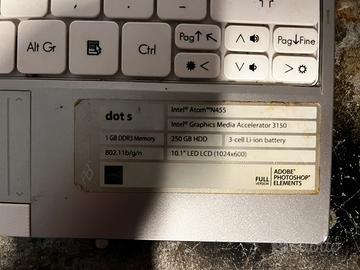 Alt Gr
Ctrl
Pag
Pag Fine
dot s
Intel® Atom™ N455
Intel® Graphics Media Accelerator 3150
1 GB DDR3 Memory
250 GB HDD
3-cell Li-ion battery
802.11b/g/n
10.1" LED LCD (1024x600)
FULL VERSION
ADOBE® PHOTOSHOP® ELEMENTS